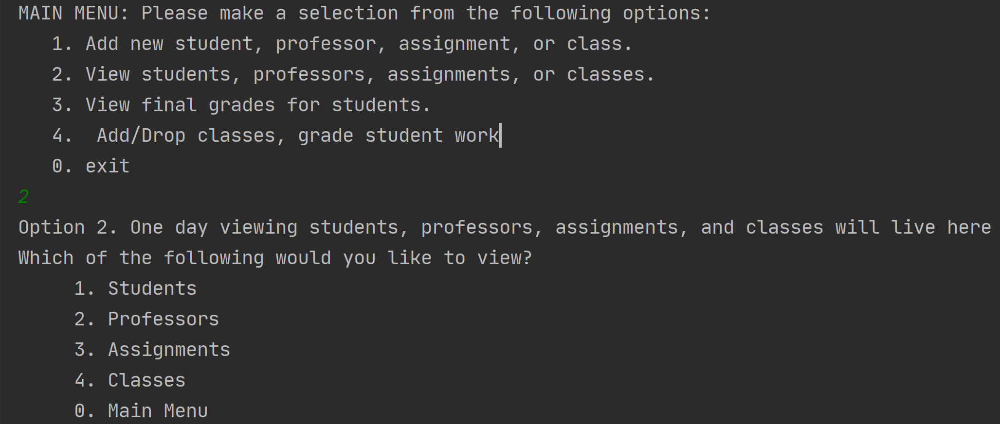 MAIN MENU: Please make a selection from the following options:
   1. Add new student, professor, assignment, or class.
   2. View students, professors, assignments, or classes.
   3. View final grades for students.
   4.  Add/Drop classes, grade student work
   0. exit
2
Option 2. One day viewing students, professors, assignments, and classes will live here
Which of the following would you like to view?
     1. Students
     2. Professors
     3. Assignments
     4. Classes
     0. Main Menu